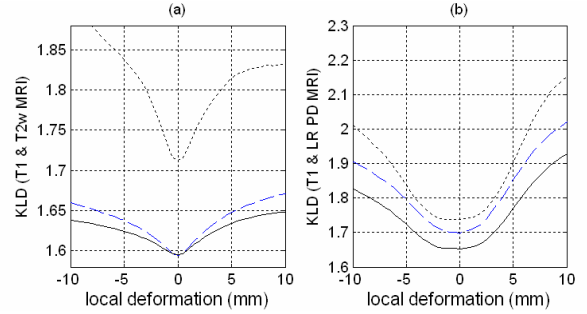 (a)
KLD (T1 & T2w MRI)
1.85
1.8
1.75
1.7
1.65
1.6
-10 -5 0 5 10
local deformation (mm)
(b)
KLD (T1 & LR PD MRI)
2.3
2.2
2.1
2
1.9
1.8
1.7
1.6
-10 -5 0 5 10
local deformation (mm)